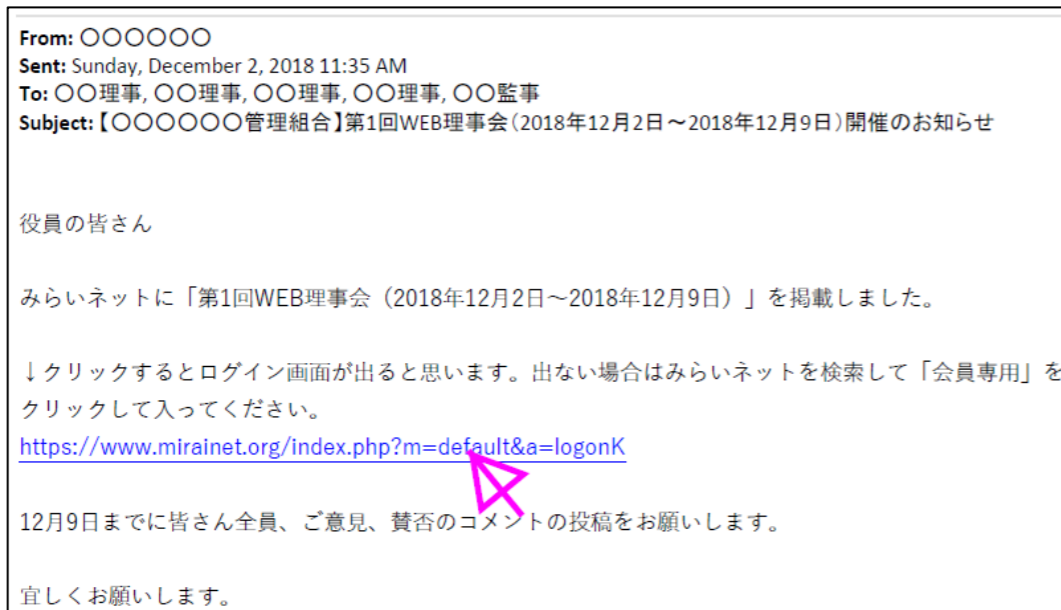 From: 〇〇〇〇〇〇
Sent: Sunday, December 2, 2018 11:35 AM
To: 〇〇理事, 〇〇理事, 〇〇理事, 〇〇理事, 〇〇監事
Subject: 【〇〇〇〇〇〇管理組合】第1回WEB理事会（2018年12月2日～2018年12月9日）開催のお知らせ
役員の皆さん
みらいネットに「第1回WEB理事会（2018年12月2日～2018年12月9日）」を掲載しました。
↓クリックするとログイン画面が出ると思います。出ない場合はみらいネットを検索して「会員専用」を
クリックして入ってください。
https://www.mirainet.org/index.php?m=default&a=logonK
12月9日までに皆さん全員、ご意見、賛否のコメントの投稿をお願いします。
宜しくお願いします。